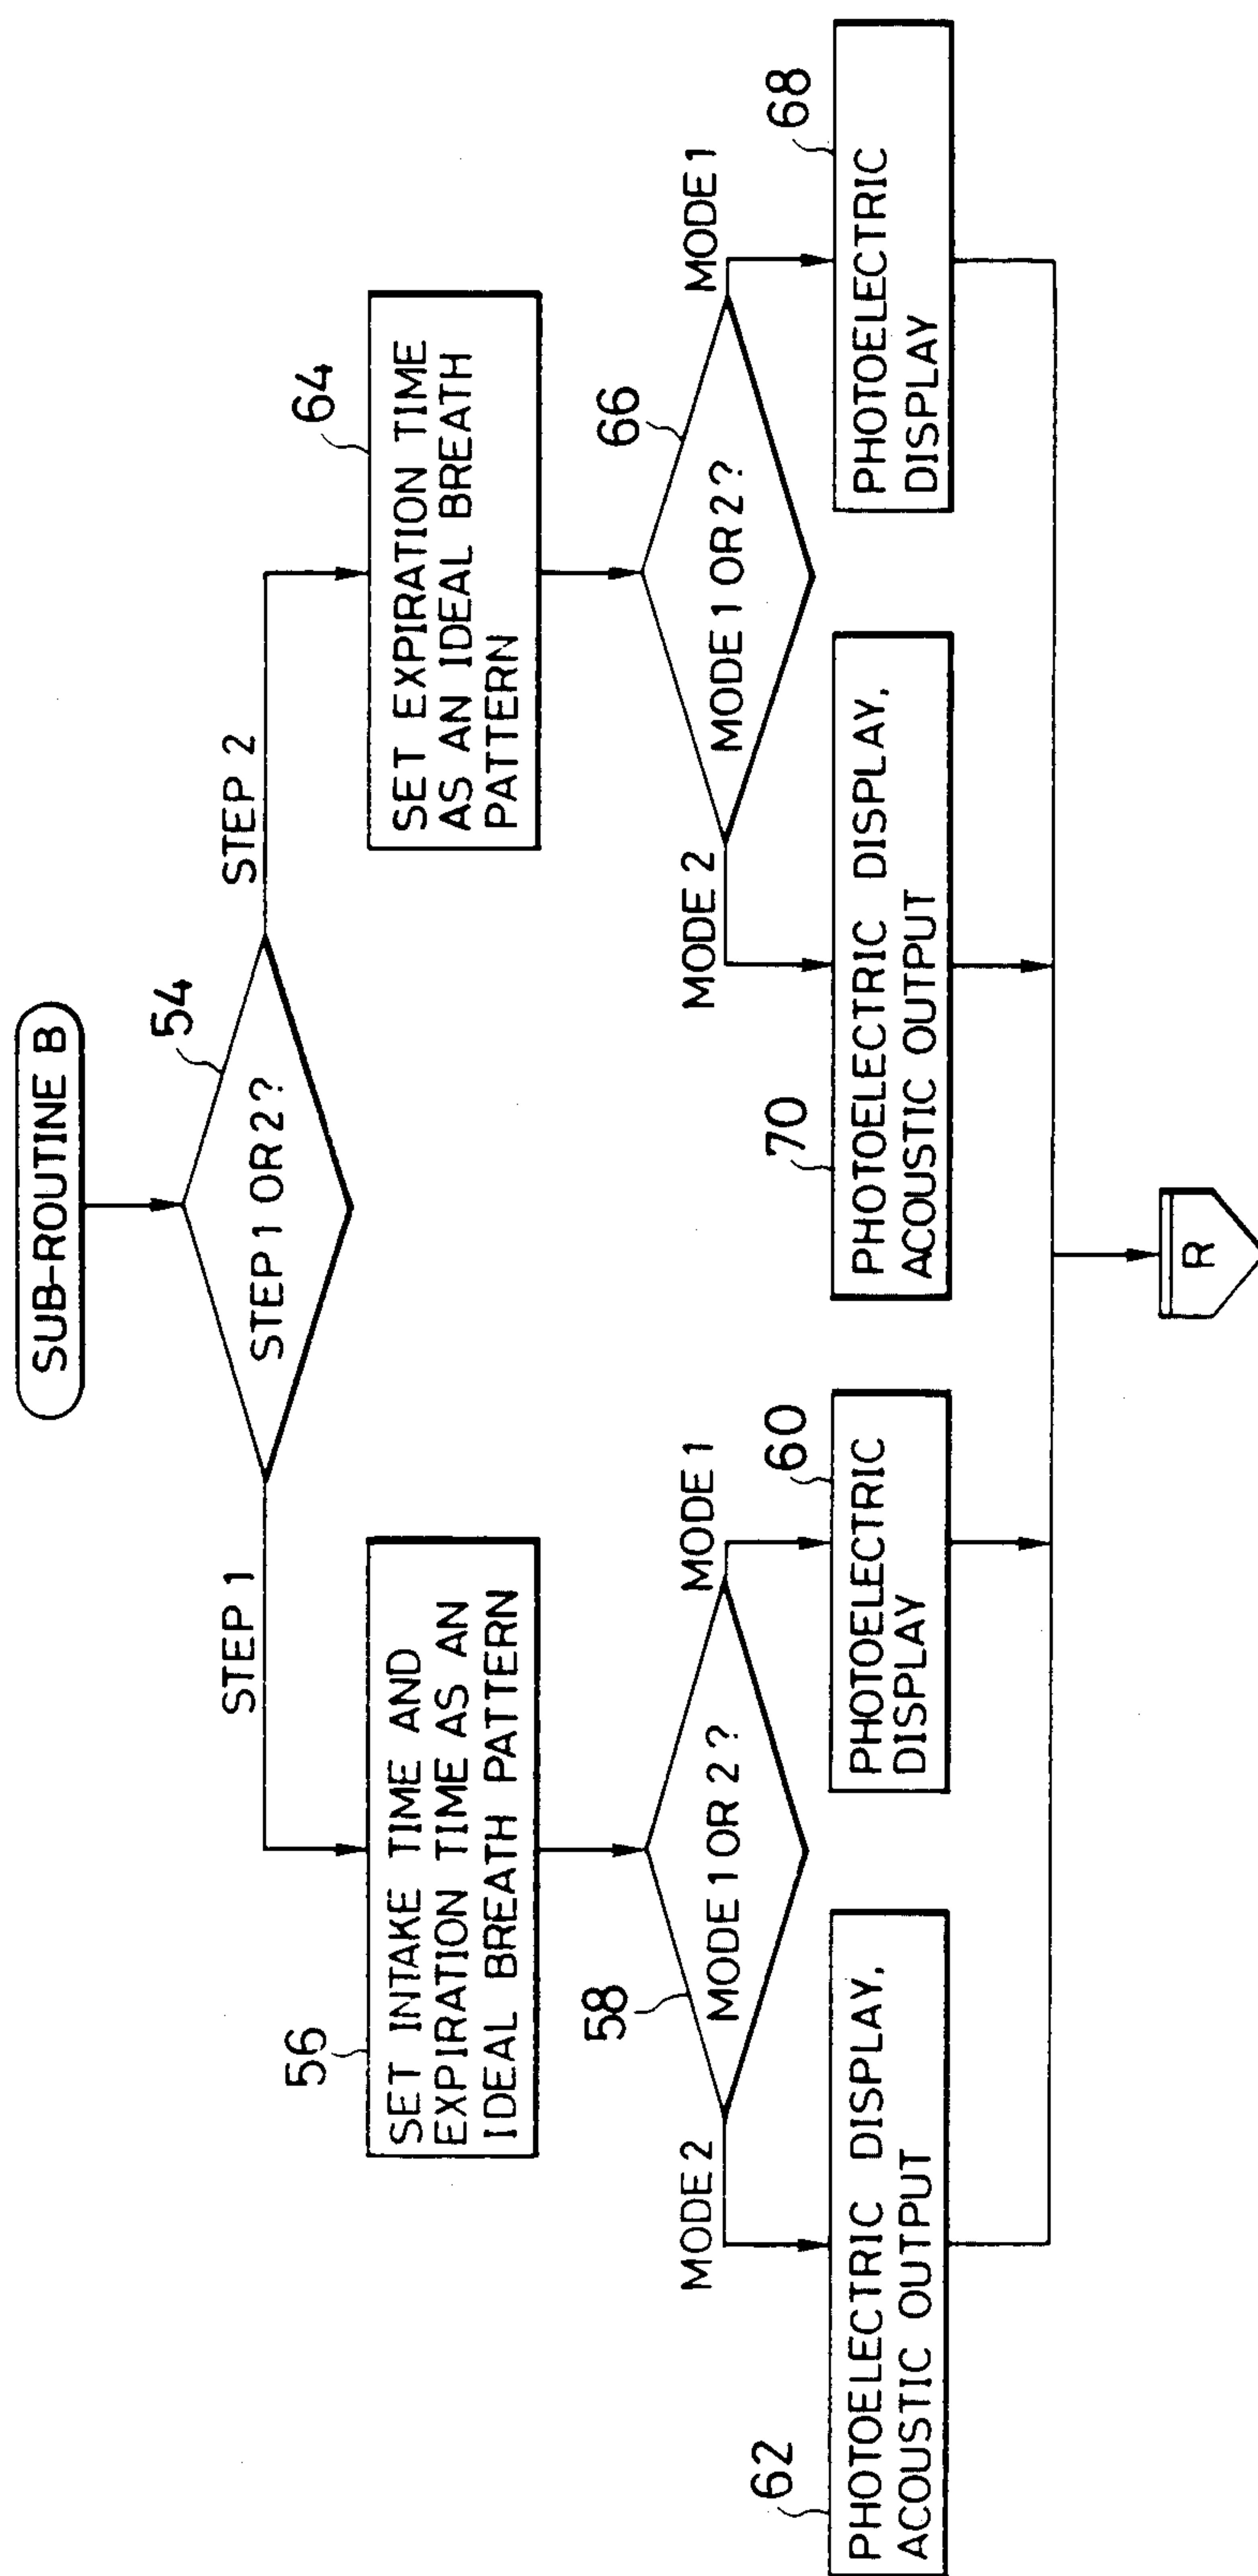 SUB-ROUTINE B
54
STEP 1 OR 2?
STEP 1
STEP 2
56
SET INTAKE TIME AND
EXPIRATION TIME AS AN
IDEAL BREATH PATTERN
64
SET EXPIRATION TIME
AS AN IDEAL BREATH
PATTERN
58
MODE 1 OR 2?
MODE 2
MODE 1
66
MODE 1 OR 2?
MODE 2
MODE 1
62
PHOTOELECTRIC DISPLAY,
ACOUSTIC OUTPUT
60
PHOTOELECTRIC
DISPLAY
70
PHOTOELECTRIC DISPLAY,
ACOUSTIC OUTPUT
68
PHOTOELECTRIC
DISPLAY
R